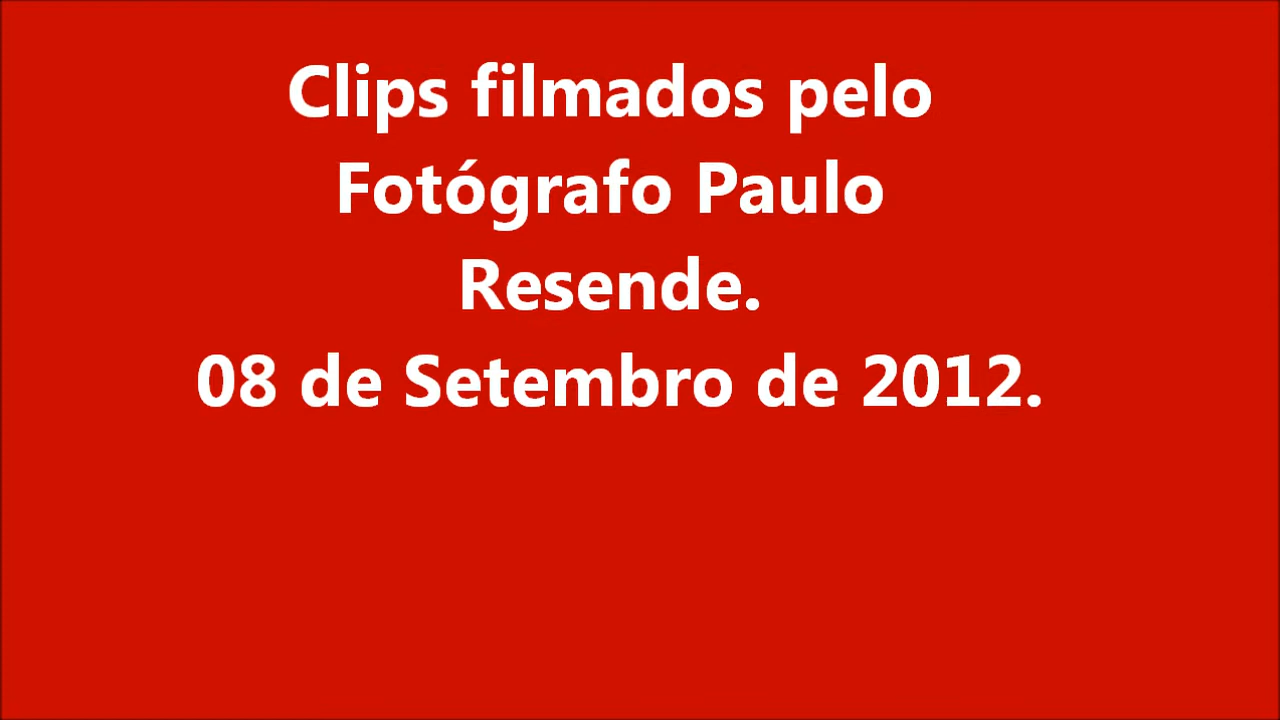 Clips filmados pelo
Fotógrafo Paulo
Resende.
08 de Setembro de 2012.